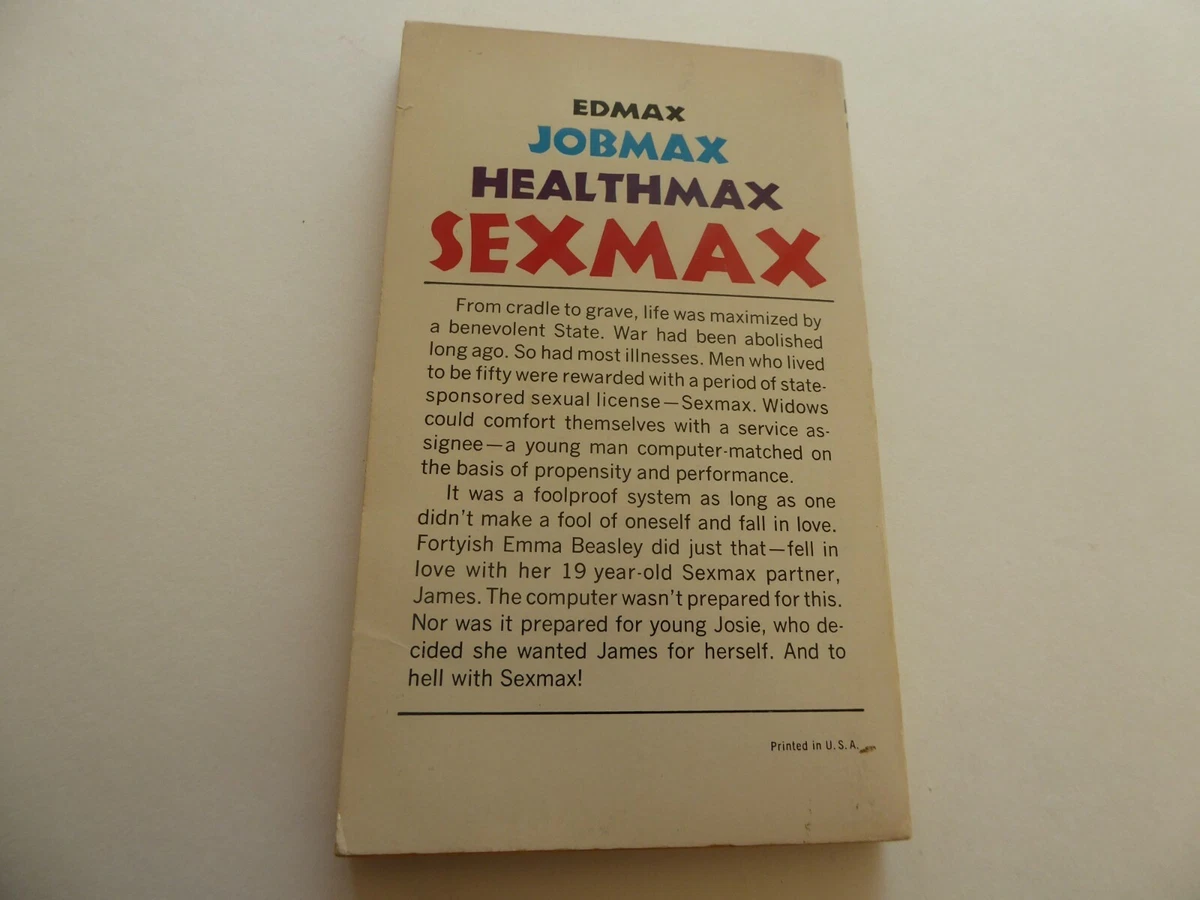 EDMAX
JOBMAX
HEALTHMAX
SEXMAX
From cradle to grave, life was maximized by
a benevolent State. War had been abolished
long ago. So had most illnesses. Men who lived
to be fifty were rewarded with a period of state-
sponsored sexual license—Sexmax. Widows
could comfort themselves with a service as-
signee—a young man computer-matched on
the basis of propensity and performance.
It was a foolproof system as long as one
didn't make a fool of oneself and fall in love.
Fortyish Emma Beasley did just that—fell in
love with her 19 year-old Sexmax partner,
James. The computer wasn't prepared for this.
Nor was it prepared for young Josie, who de-
cided she wanted James for herself. And to
hell with Sexmax!
Printed in U.S.A.